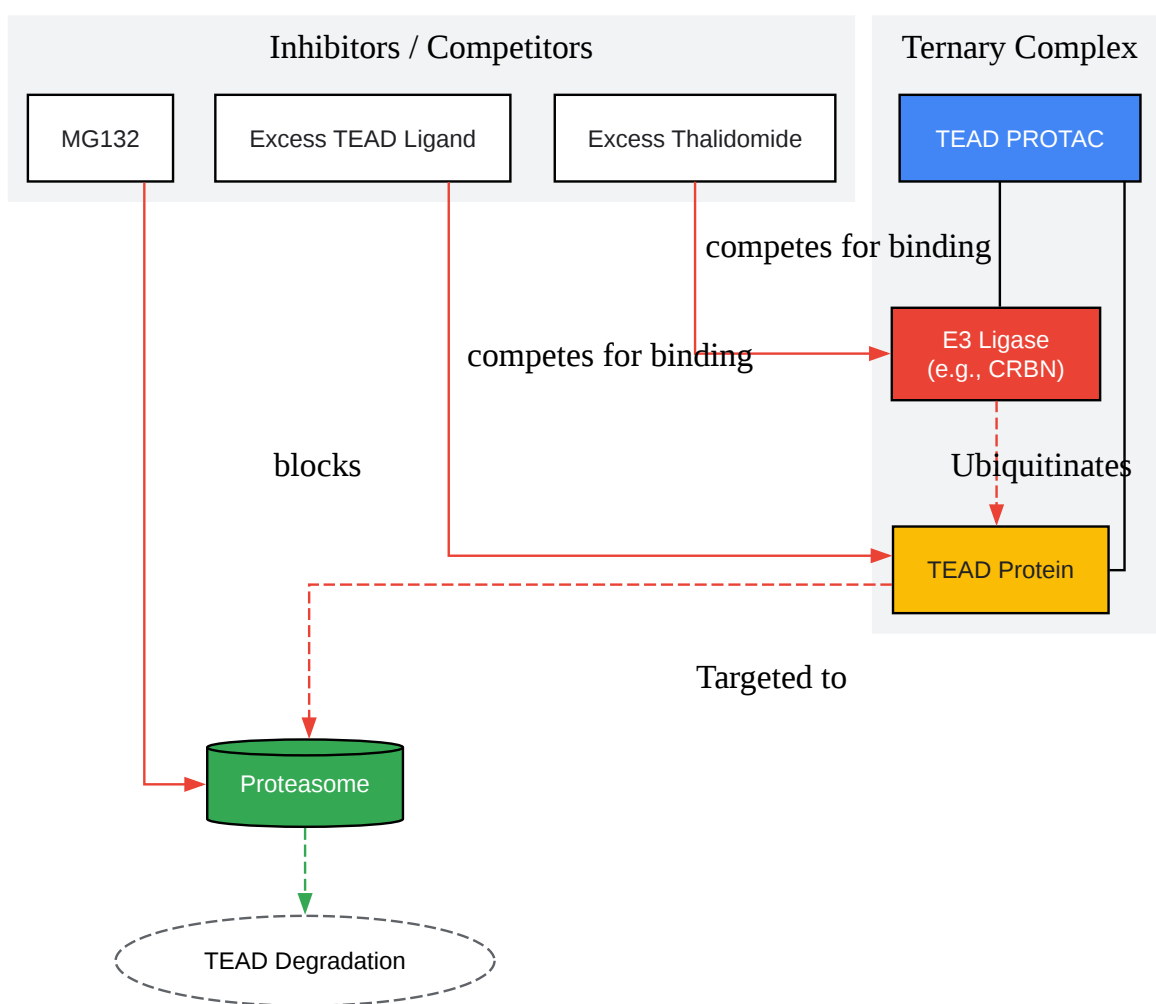 Inhibitors / Competitors
Ternary Complex
MG132
Excess TEAD Ligand
Excess Thalidomide
TEAD PROTAC
competes for binding
E3 Ligase
(e.g., CRBN)
competes for binding
blocks
Ubiquitinates
TEAD Protein
Targeted to
Proteasome
TEAD Degradation